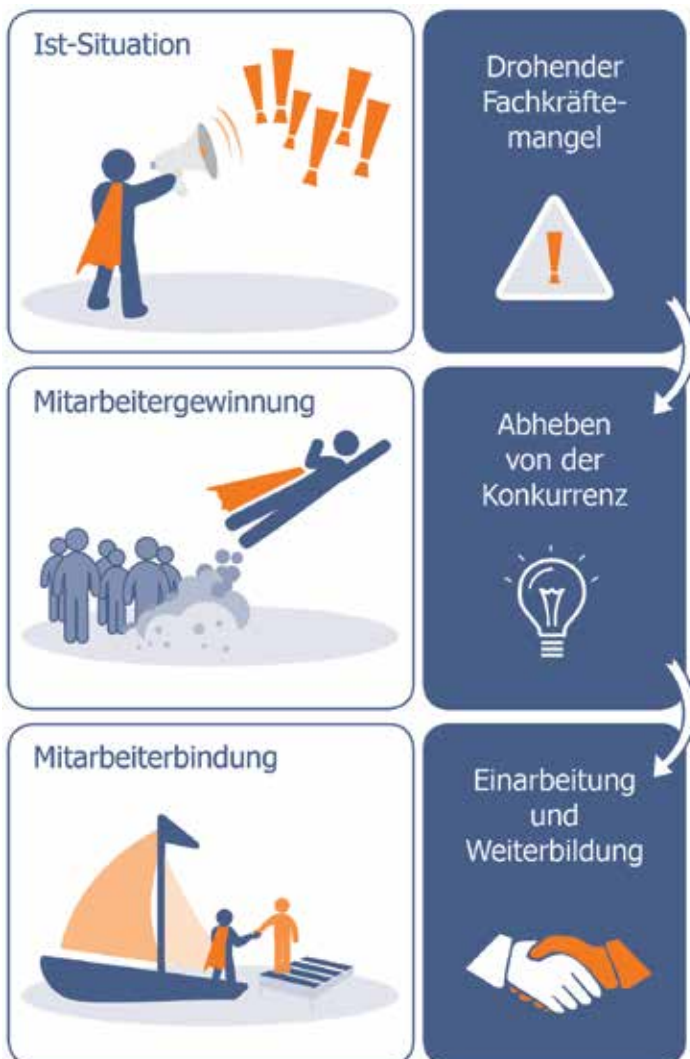 Ist-Situation
Drohender
Fachkräfte-
mangel
Mitarbeitergewinnung
Abheben
von der
Konkurrenz
Mitarbeiterbindung
Einarbeitung
und
Weiterbildung